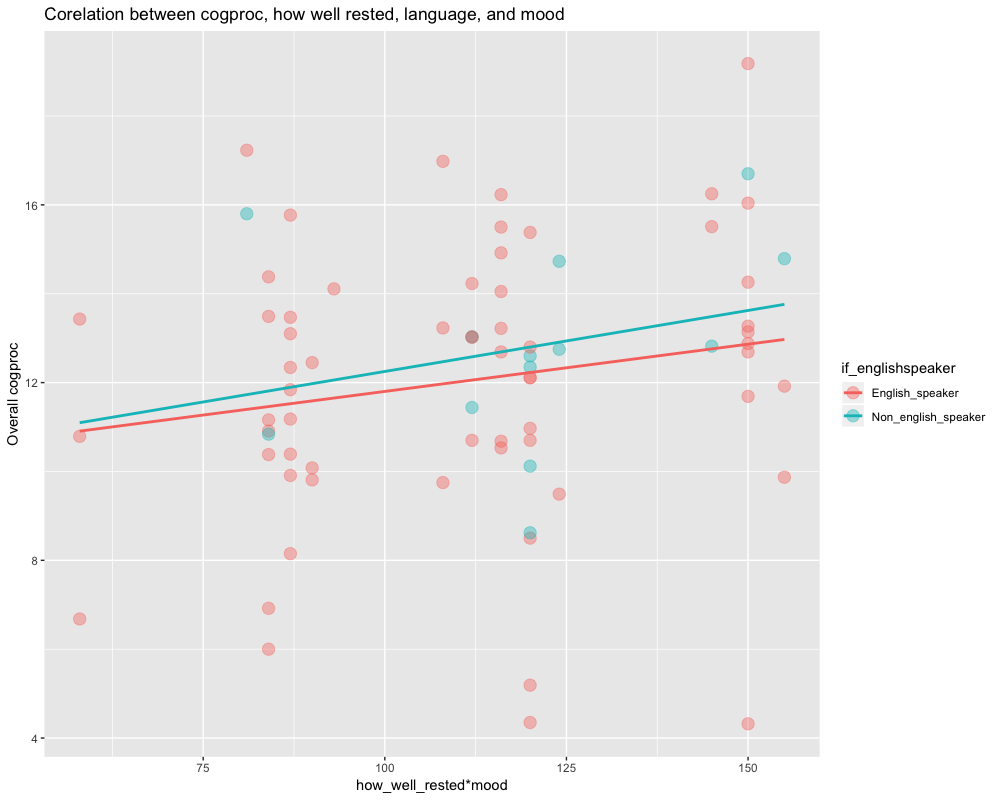 Corelation between cogproc, how well rested, language, and mood
Overall cogproc
16
12
8
4
75
100
125
150
how_well_rested*mood
if_englishspeaker
English_speaker
Non_english_speaker